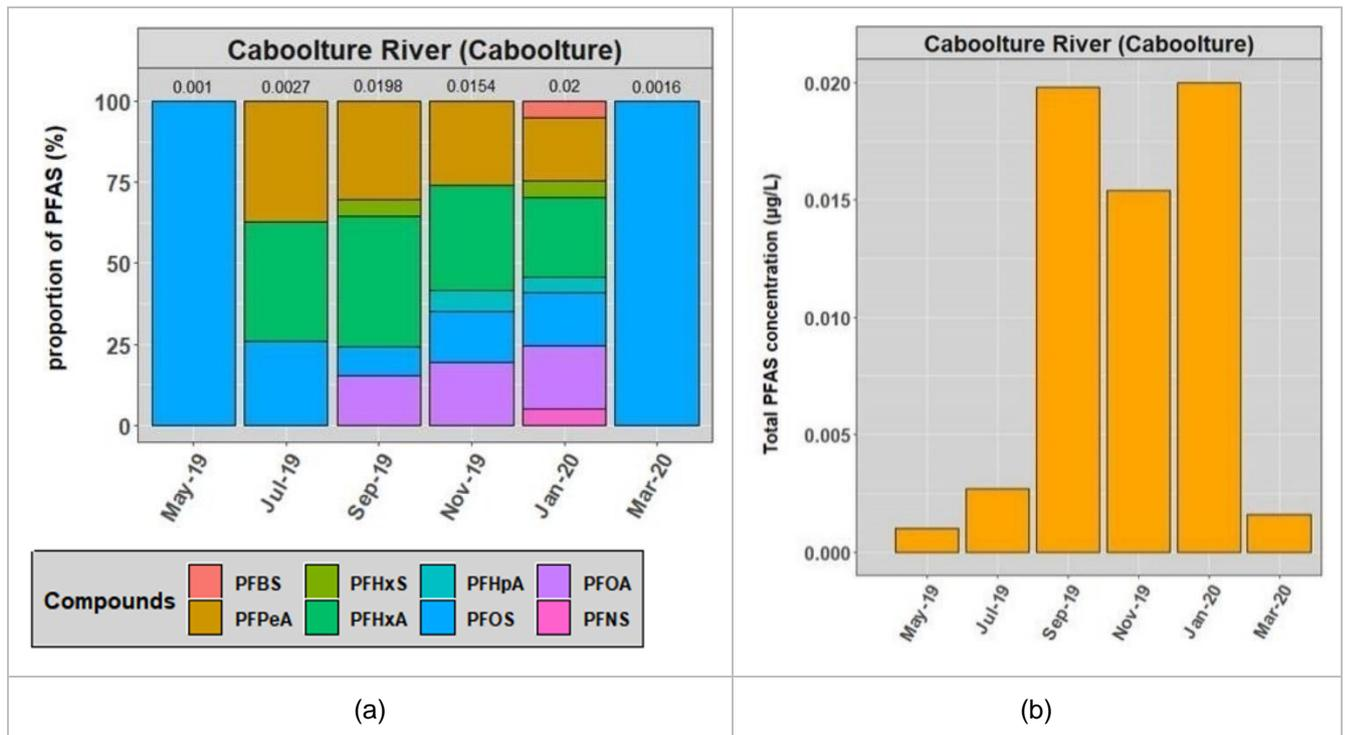 Caboolture River (Caboolture)
0.001 0.0027 0.0198 0.0154 0.02 0.0016
proportion of PFAS (%)
100
75
50
25
0
May-19 Jul-19 Sep-19 Nov-19 Jan-20 Mar-20
Compounds
PFBS PFHxS PFHpA PFOA
PFPeA PFHxA PFOS PFNS
(a)
Caboolture River (Caboolture)
Total PFAS concentration (µg/L)
0.020
0.015
0.010
0.005
0.000
May-19 Jul-19 Sep-19 Nov-19 Jan-20 Mar-20
(b)